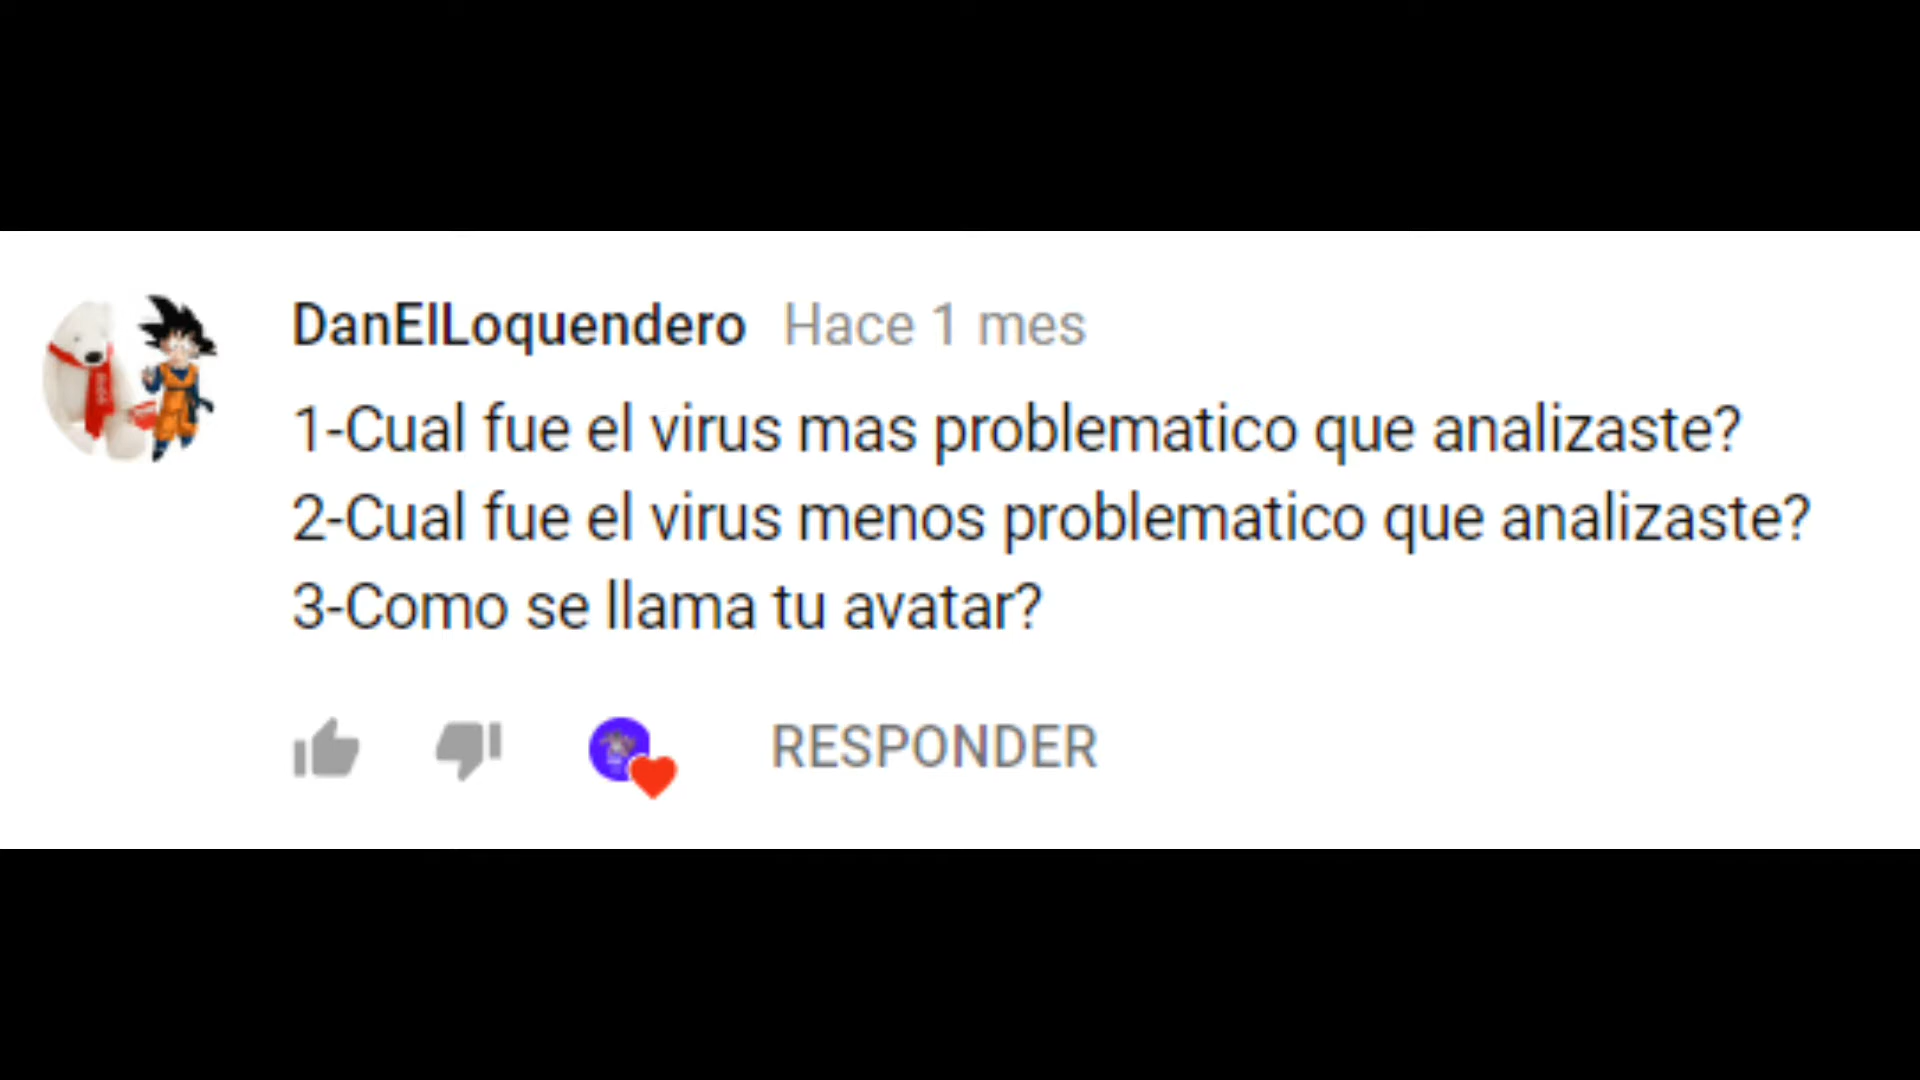 DanElLoquendero Hace 1 mes
1-Cual fue el virus mas problematico que analizaste?
2-Cual fue el virus menos problematico que analizaste?
3-Como se llama tu avatar?
RESPONDER